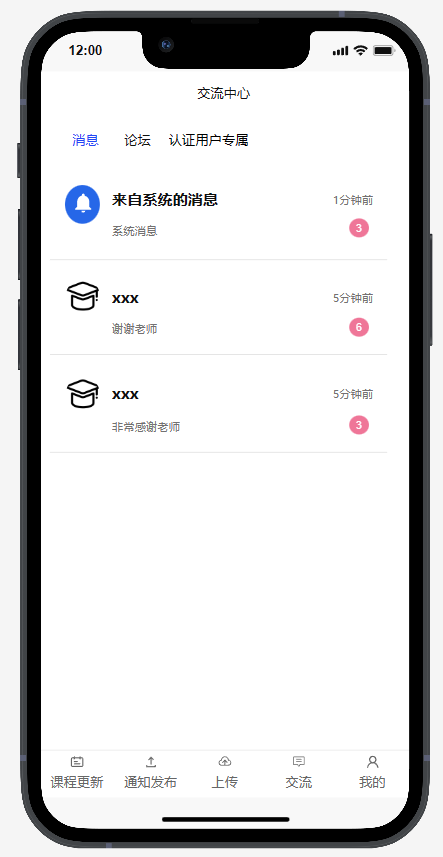 12:00
交流中心
消息 论坛 认证用户专属
来自系统的消息 1分钟前
系统消息 3
xxx 5分钟前
谢谢老师 6
xxx 5分钟前
非常感谢老师 3
课程更新 通知发布 上传 交流 我的